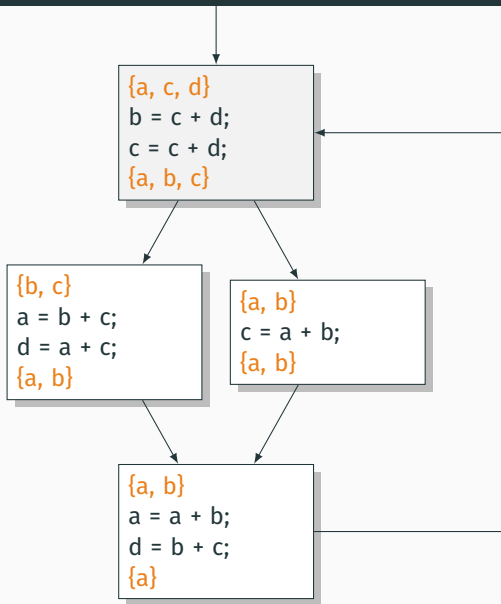 {a, c, d}
b = c + d;
c = c + d;
{a, b, c}
{b, c}
a = b + c;
d = a + c;
{a, b}
{a, b}
c = a + b;
{a, b}
{a, b}
a = a + b;
d = b + c;
{a}